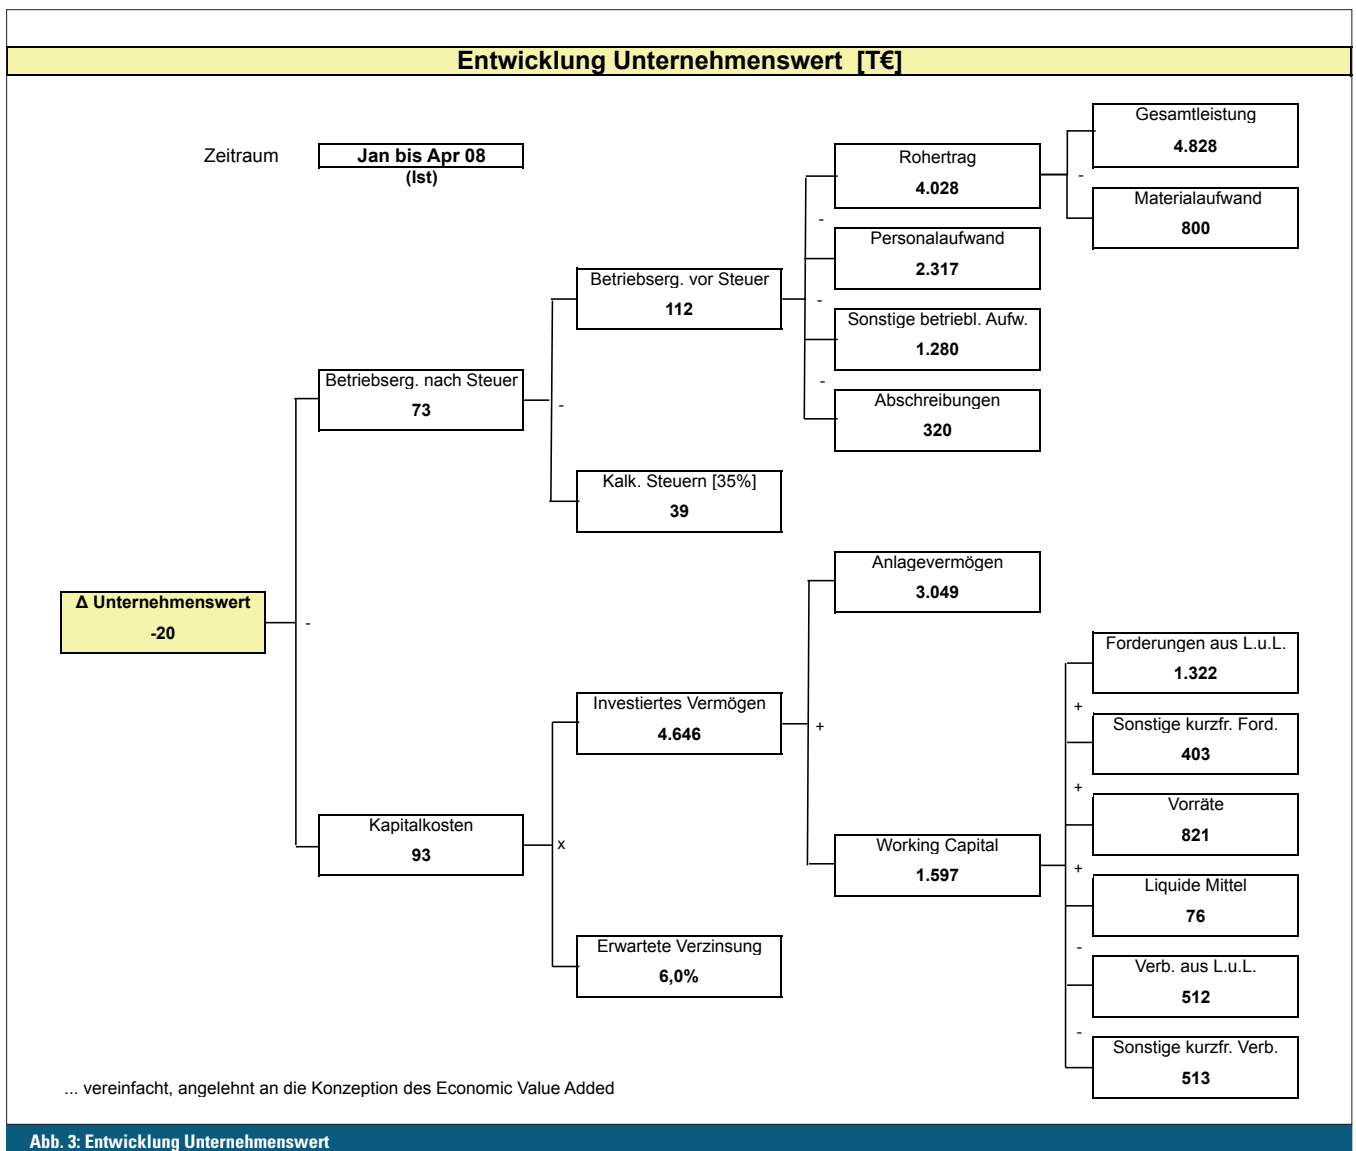 Entwicklung Unternehmenswert [T€]
Zeitraum
Jan bis Apr 08
(Ist)
Gesamtleistung
4.828
-
Materialaufwand
800
Rohertrag
4.028
-
Personalaufwand
2.317
-
Sonstige betriebl. Aufw.
1.280
-
Abschreibungen
320
Betriebserg. vor Steuer
112
-
Kalk. Steuern [35%]
39
Betriebserg. nach Steuer
73
-
Δ Unternehmenswert
-20
Kapitalkosten
93
x
Investiertes Vermögen
4.646
+
Erwartete Verzinsung
6,0%
Anlagevermögen
3.049
Working Capital
1.597
Forderungen aus L.u.L.
1.322
+
Sonstige kurzfr. Ford.
403
+
Vorräte
821
+
Liquide Mittel
76
-
Verb. aus L.u.L.
512
-
Sonstige kurzfr. Verb.
513
... vereinfacht, angelehnt an die Konzeption des Economic Value Added
Abb. 3: Entwicklung Unternehmenswert